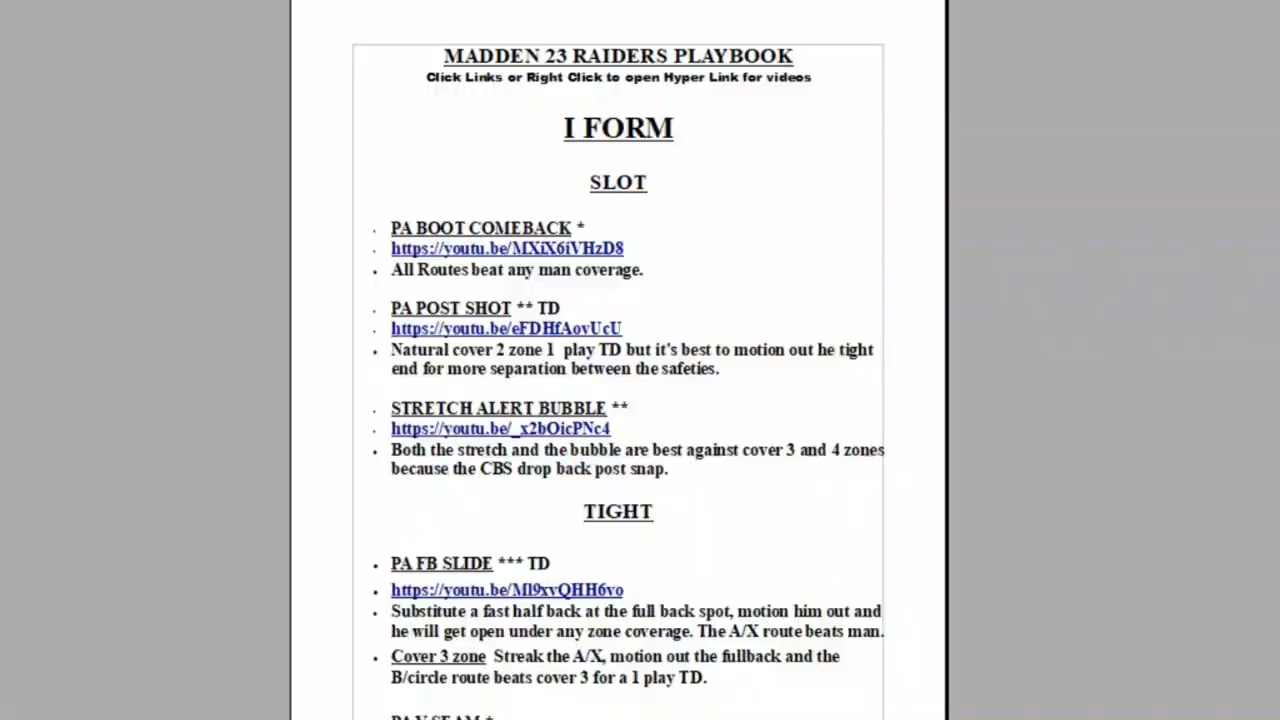 MADDEN 23 RAIDERS PLAYBOOK
Click Links or Right Click to open Hyper Link for videos
I FORM
SLOT
PA BOOT COMEBACK *
https://youtu.be/MXiX6iVHzD8
All Routes beat any man coverage.
PA POST SHOT ** TD
https://youtu.be/eFDHfAovUcU
Natural cover 2 zone 1 play TD but it's best to motion out he tight
end for more separation between the safeties.
STRETCH ALERT BUBBLE **
https://youtu.be/_x2bOicPNc4
Both the stretch and the bubble are best against cover 3 and 4 zones
because the CBS drop back post snap.
TIGHT
PA FB SLIDE *** TD
https://youtu.be/Ml9xvQHH6vo
Substitute a fast half back at the full back spot, motion him out and
he will get open under any zone coverage. The A/X route beats man.
Cover 3 zone Streak the A/X, motion out the fullback and the
B/circle route beats cover 3 for a 1 play TD.
PA Y SEAM *